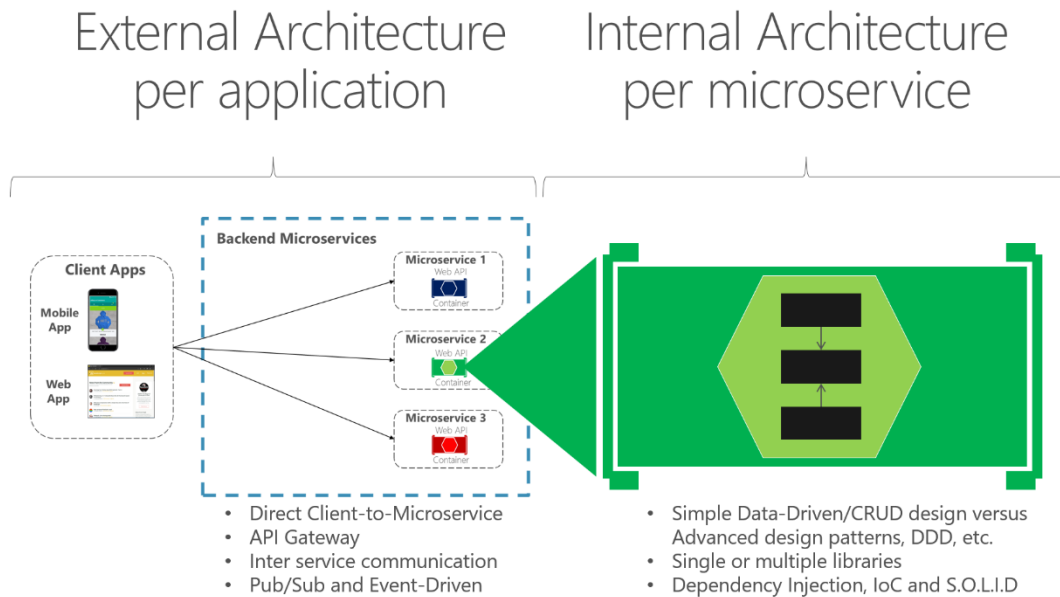 External Architecture
per application
Internal Architecture
per microservice
Backend Microservices
Client Apps
Mobile
App
Web
App
Microservice 1
Web API
Container
Microservice 2
Web API
Container
Microservice 3
Web API
Container
• Direct Client-to-Microservice
• API Gateway
• Inter service communication
• Pub/Sub and Event-Driven
• Simple Data-Driven/CRUD design versus
Advanced design patterns, DDD, etc.
• Single or multiple libraries
• Dependency Injection, IoC and S.O.L.I.D